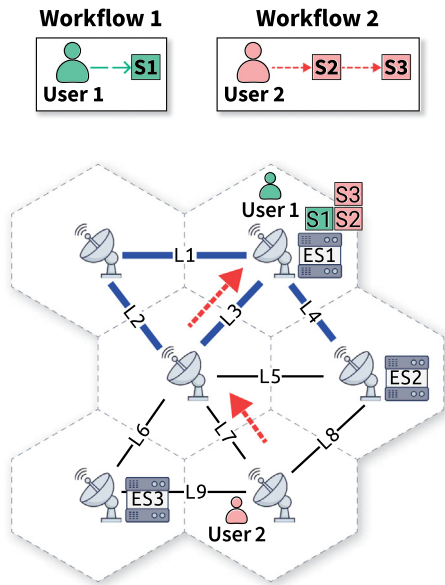 Workflow 1
Workflow 2
S1
User 1
S2
S3
User 2
S3
User 1
S1
S2
L1
ES1
L2
L3
L4
L5
ES2
L6
L7
L8
ES3
L9
User 2